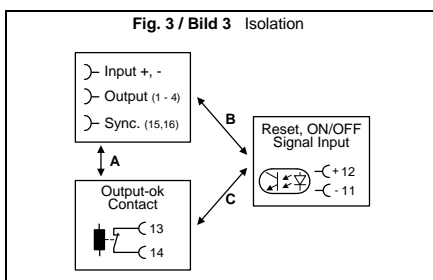 Fig. 3 / Bild 3 Isolation
Input +, -
Output (1 - 4)
Sync. (15,16)
B
Reset, ON/OFF
Signal Input
+ 12
- 11
A
C
Output-ok
Contact
13
14